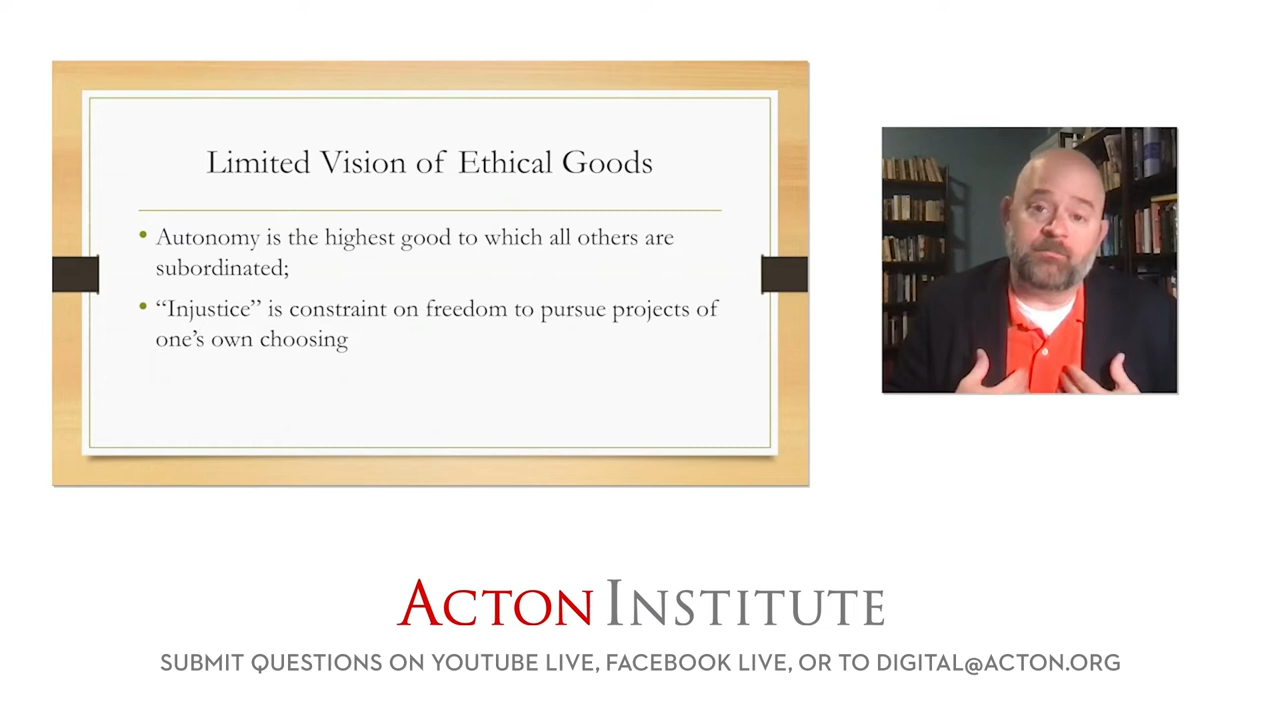 Limited Vision of Ethical Goods
• Autonomy is the highest good to which all others are
subordinated;
• “Injustice” is constraint on freedom to pursue projects of
one’s own choosing
ACTON INSTITUTE
SUBMIT QUESTIONS ON YOUTUBE LIVE, FACEBOOK LIVE, OR TO DIGITAL@ACTON.ORG